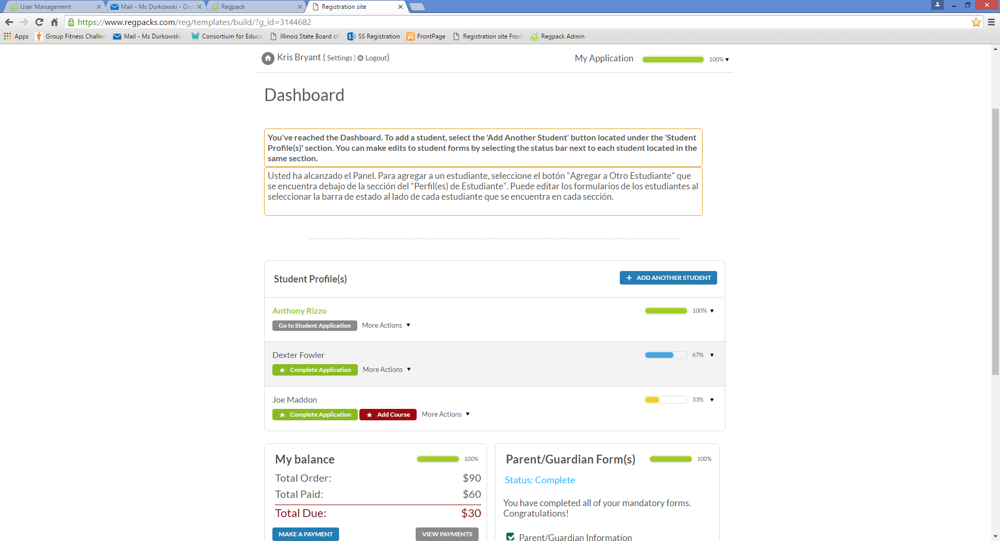 User Management
Mail - Ms Durkowski - Ou
Regpack
Registration site
https://www.regpacks.com/reg/templates/build/?g_id=3144682
Apps
Group Fitness Challen
Mail - Ms Durkowski -
Consortium for Educa
Illinois State Board of
SS Registration
FrontPage
Registration site Front
Regpack Admin
Kris Bryant ( Settings | Logout)
My Application 100%
Dashboard
You've reached the Dashboard. To add a student, select the 'Add Another Student' button located under the 'Student
Profile(s)' section. You can make edits to student forms by selecting the status bar next to each student located in the
same section.
Usted ha alcanzado el Panel. Para agregar a un estudiante, seleccione el botón “Agregar a Otro Estudiante” que
se encuentra debajo de la sección del “Perfil(es) de Estudiante”. Puede editar los formularios de los estudiantes al
seleccionar la barra de estado al lado de cada estudiante que se encuentra en cada sección.
Student Profile(s)
+ ADD ANOTHER STUDENT
Anthony Rizzo
100%
Go to Student Application
More Actions
Dexter Fowler
67%
Complete Application
More Actions
Joe Maddon
33%
Complete Application
Add Course
More Actions
My balance
100%
Total Order: $90
Total Paid: $60
Total Due: $30
MAKE A PAYMENT
VIEW PAYMENTS
Parent/Guardian Form(s)
100%
Status: Complete
You have completed all of your mandatory forms.
Congratulations!
Parent/Guardian Information